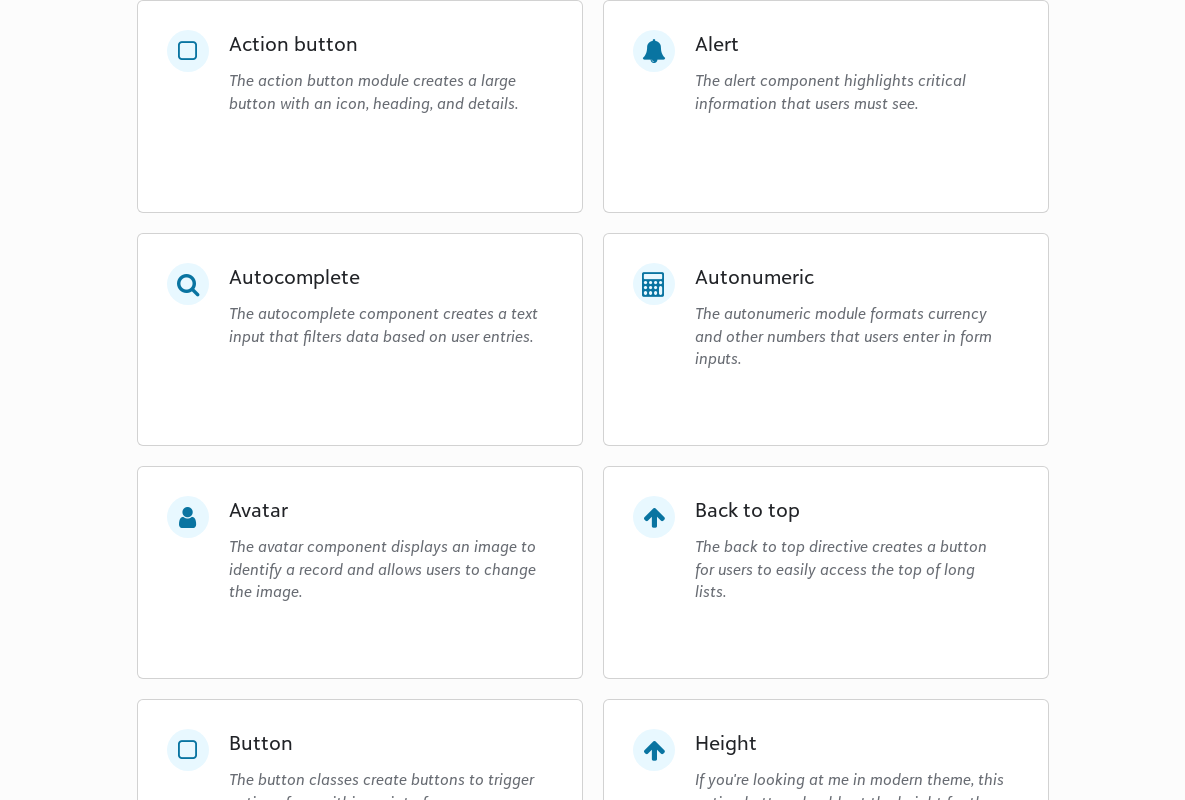 Action button
The action button module creates a large
button with an icon, heading, and details.
Alert
The alert component highlights critical
information that users must see.
Autocomplete
The autocomplete component creates a text
input that filters data based on user entries.
Autonumeric
The autonumeric module formats currency
and other numbers that users enter in form
inputs.
Avatar
The avatar component displays an image to
identify a record and allows users to change
the image.
Back to top
The back to top directive creates a button
for users to easily access the top of long
lists.
Button
The button classes create buttons to trigger
Height
If you're looking at me in modern theme, this